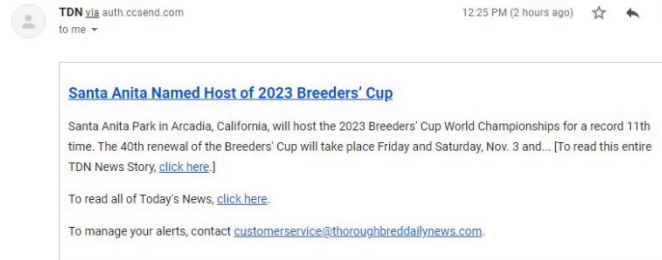 TDN via auth.ccsend.com 12:25 PM (2 hours ago)
to me
Santa Anita Named Host of 2023 Breeders' Cup
Santa Anita Park in Arcadia, California, will host the 2023 Breeders' Cup World Championships for a record 11th
time. The 40th renewal of the Breeders' Cup will take place Friday and Saturday, Nov. 3 and... [To read this entire
TDN News Story, click here.]
To read all of Today's News, click here.
To manage your alerts, contact customerservice@thoroughbreddailynews.com.